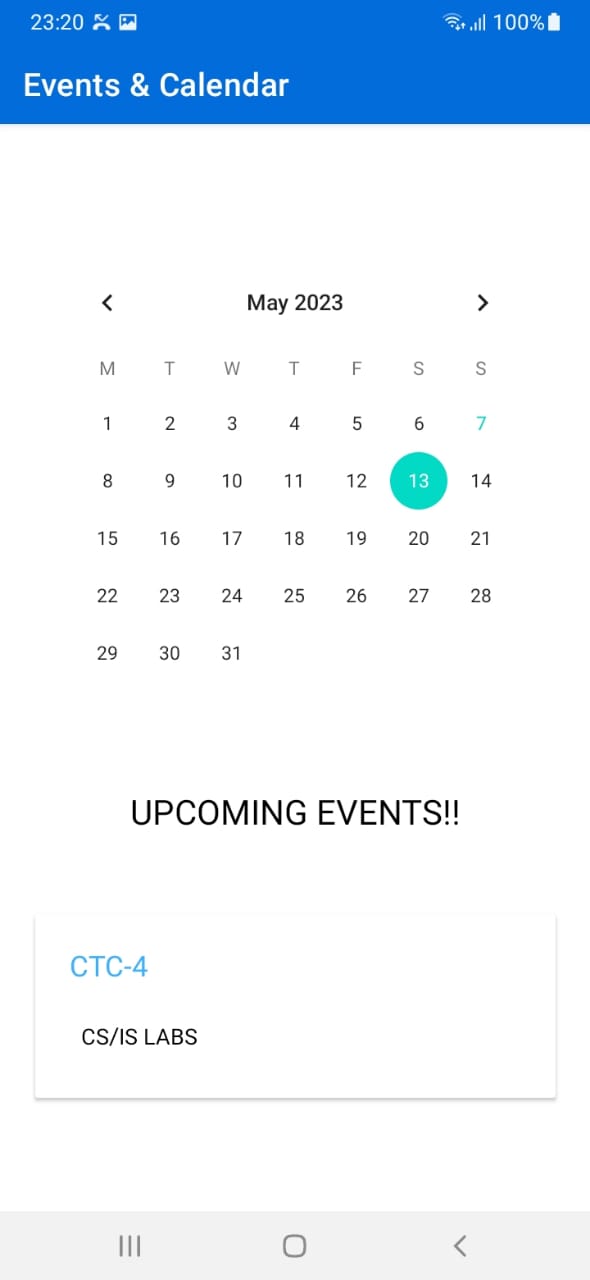 23:20 100%
Events & Calendar
May 2023
M T W T F S S
1 2 3 4 5 6 7
8 9 10 11 12 13 14
15 16 17 18 19 20 21
22 23 24 25 26 27 28
29 30 31
UPCOMING EVENTS!!
CTC-4
CS/IS LABS